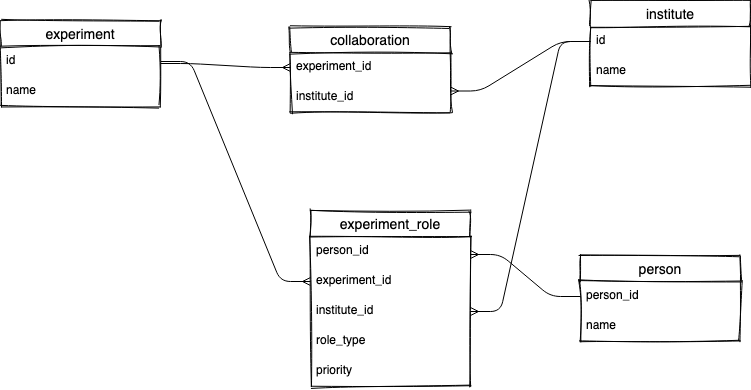 experiment
id
name
collaboration
experiment_id
institute_id
institute
id
name
experiment_role
person_id
experiment_id
institute_id
role_type
priority
person
person_id
name